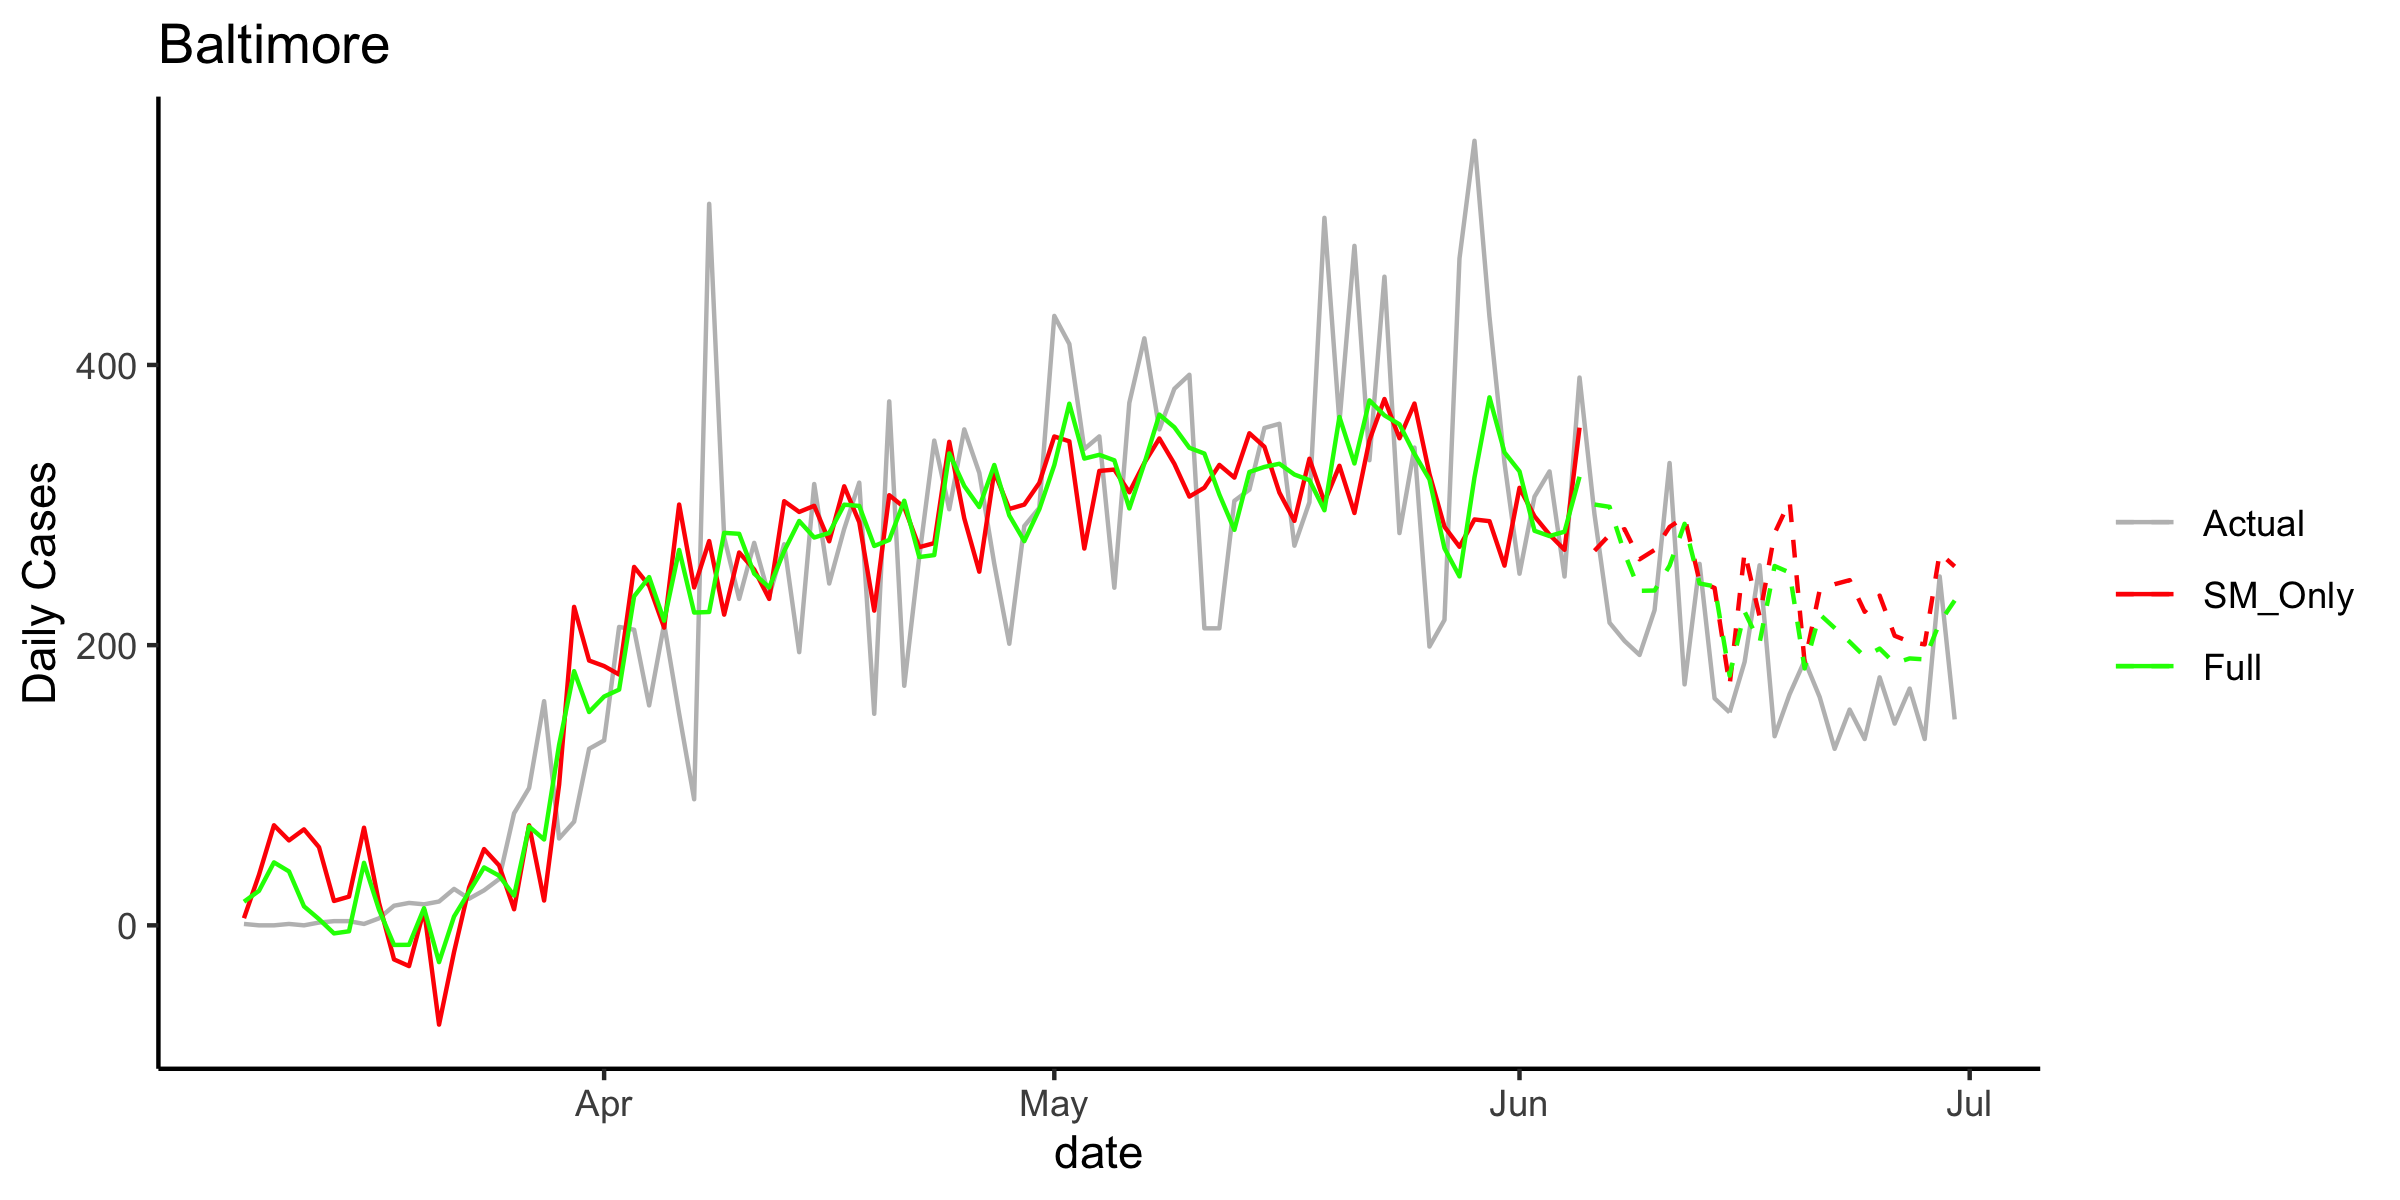 Baltimore
Daily Cases
400
200
0
Apr
May
Jun
Jul
date
Actual
SM_Only
Full